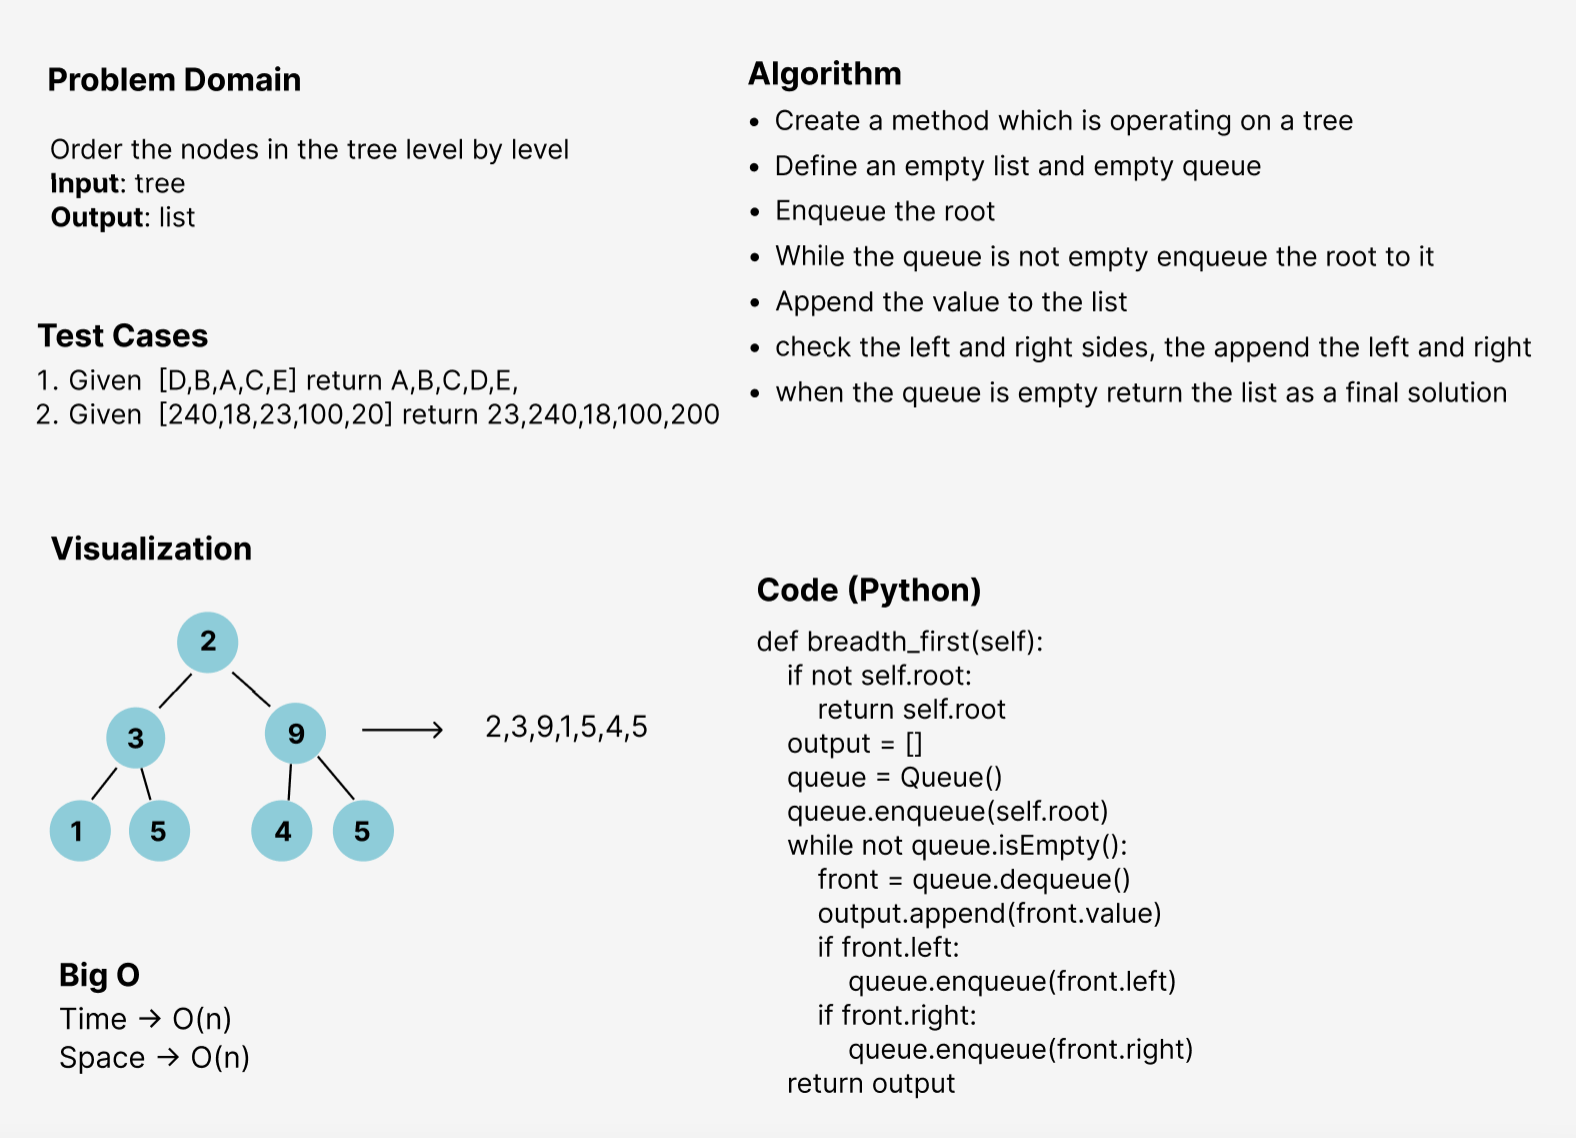 Problem Domain
Order the nodes in the tree level by level
Input: tree
Output: list
Test Cases
1. Given [D,B,A,C,E] return A,B,C,D,E,
2. Given [240,18,23,100,20] return 23,240,18,100,200
Visualization
2
3
9
2,3,9,1,5,4,5
1
5
4
5
Big O
Time → O(n)
Space → O(n)
Algorithm
• Create a method which is operating on a tree
• Define an empty list and empty queue
• Enqueue the root
• While the queue is not empty enqueue the root to it
• Append the value to the list
• check the left and right sides, the append the left and right
• when the queue is empty return the list as a final solution
Code (Python)
def breadth_first(self):
if not self.root:
return self.root
output = []
queue = Queue()
queue.enqueue(self.root)
while not queue.isEmpty():
front = queue.dequeue()
output.append(front.value)
if front.left:
queue.enqueue(front.left)
if front.right:
queue.enqueue(front.right)
return output